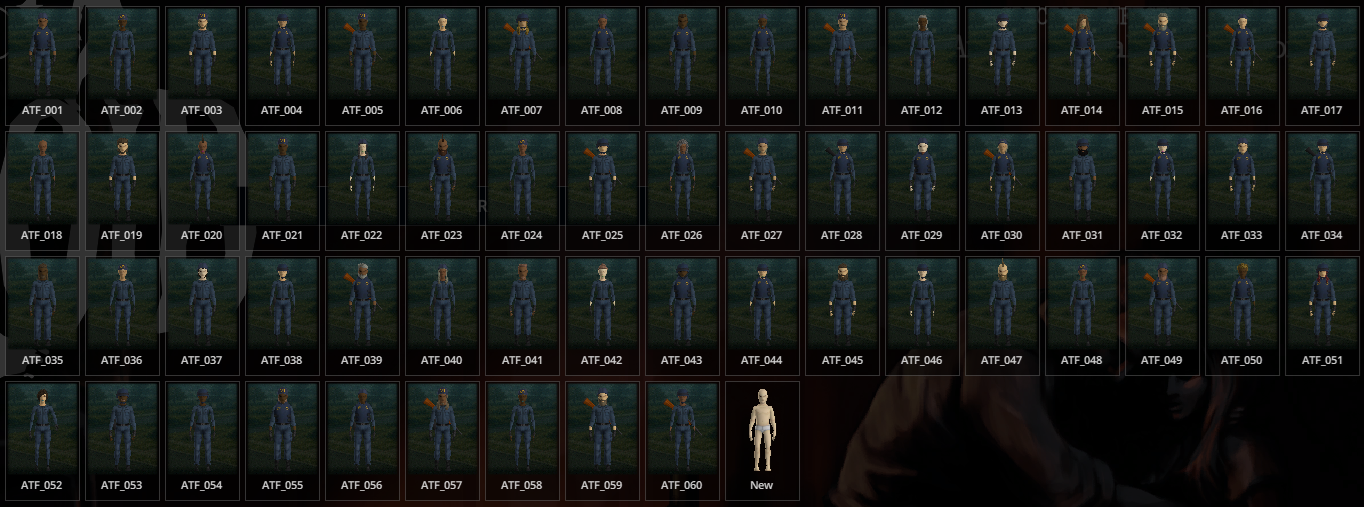 ATF_001 ATF_002 ATF_003 ATF_004 ATF_005 ATF_006 ATF_007 ATF_008 ATF_009 ATF_010 ATF_011 ATF_012 ATF_013 ATF_014 ATF_015 ATF_016 ATF_017
ATF_018 ATF_019 ATF_020 ATF_021 ATF_022 ATF_023 ATF_024 ATF_025 ATF_026 ATF_027 ATF_028 ATF_029 ATF_030 ATF_031 ATF_032 ATF_033 ATF_034
ATF_035 ATF_036 ATF_037 ATF_038 ATF_039 ATF_040 ATF_041 ATF_042 ATF_043 ATF_044 ATF_045 ATF_046 ATF_047 ATF_048 ATF_049 ATF_050 ATF_051
ATF_052 ATF_053 ATF_054 ATF_055 ATF_056 ATF_057 ATF_058 ATF_059 ATF_060 New